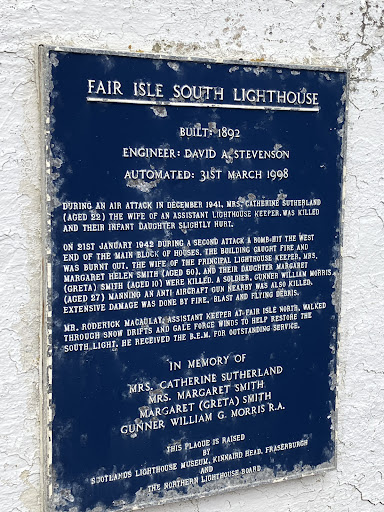 FAIR ISLE SOUTH LIGHTHOUSE
BUILT: 1892
ENGINEER: DAVID A. STEVENSON
AUTOMATED: 31ST MARCH 1998
DURING AN AIR ATTACK IN DECEMBER 1941, MRS. CATHERINE SUTHERLAND
(AGED 22) THE WIFE OF AN ASSISTANT LIGHTHOUSE KEEPER, WAS KILLED
AND THEIR INFANT DAUGHTER SLIGHTLY HURT.
ON 21ST JANUARY 1942 DURING A SECOND ATTACK A BOMB HIT THE WEST
END OF THE MAIN BLOCK OF HOUSES. THE BUILDING CAUGHT FIRE AND
WAS BURNT OUT. THE WIFE OF THE PRINCIPAL LIGHTHOUSE KEEPER, MRS.
MARGARET HELEN SMITH (AGED 50), AND THEIR DAUGHTER MARGARET
(GRETA) SMITH (AGED 10) WERE KILLED. A SOLDIER, GUNNER WILLIAM MORRIS
(AGED 27) MANNING AN ANTI AIRCRAFT GUN NEARBY WAS ALSO KILLED.
EXTENSIVE DAMAGE WAS DONE BY FIRE, BLAST AND FLYING DEBRIS.
MR. RODERICK MACAULAY, ASSISTANT KEEPER AT FAIR ISLE NORTH, WALKED
THROUGH SNOW DRIFTS AND GALE FORCE WINDS TO HELP RESTORE THE
SOUTH LIGHT. HE RECEIVED THE B.E.M. FOR OUTSTANDING SERVICE.
IN MEMORY OF
MRS. CATHERINE SUTHERLAND
MRS. MARGARET SMITH
MARGARET (GRETA) SMITH
GUNNER WILLIAM G. MORRIS R.A.
THIS PLAQUE IS RAISED
BY
SCOTLANDS LIGHTHOUSE MUSEUM, KINNAIRD HEAD, FRASERBURGH
AND
THE NORTHERN LIGHTHOUSE BOARD